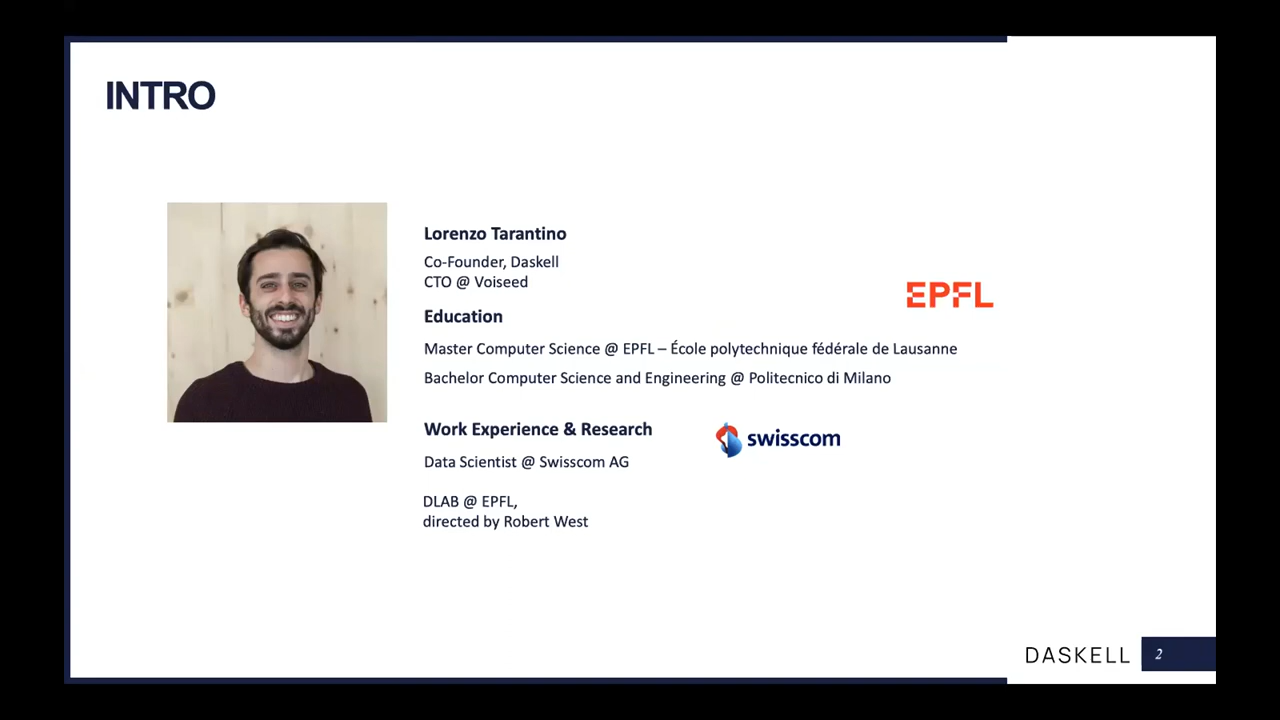 INTRO
Lorenzo Tarantino
Co-Founder, Daskell
CTO @ Voiseed
EPFL
Education
Master Computer Science @ EPFL – École polytechnique fédérale de Lausanne
Bachelor Computer Science and Engineering @ Politecnico di Milano
Work Experience & Research
swisscom
Data Scientist @ Swisscom AG
DLAB @ EPFL,
directed by Robert West
DASKELL
2